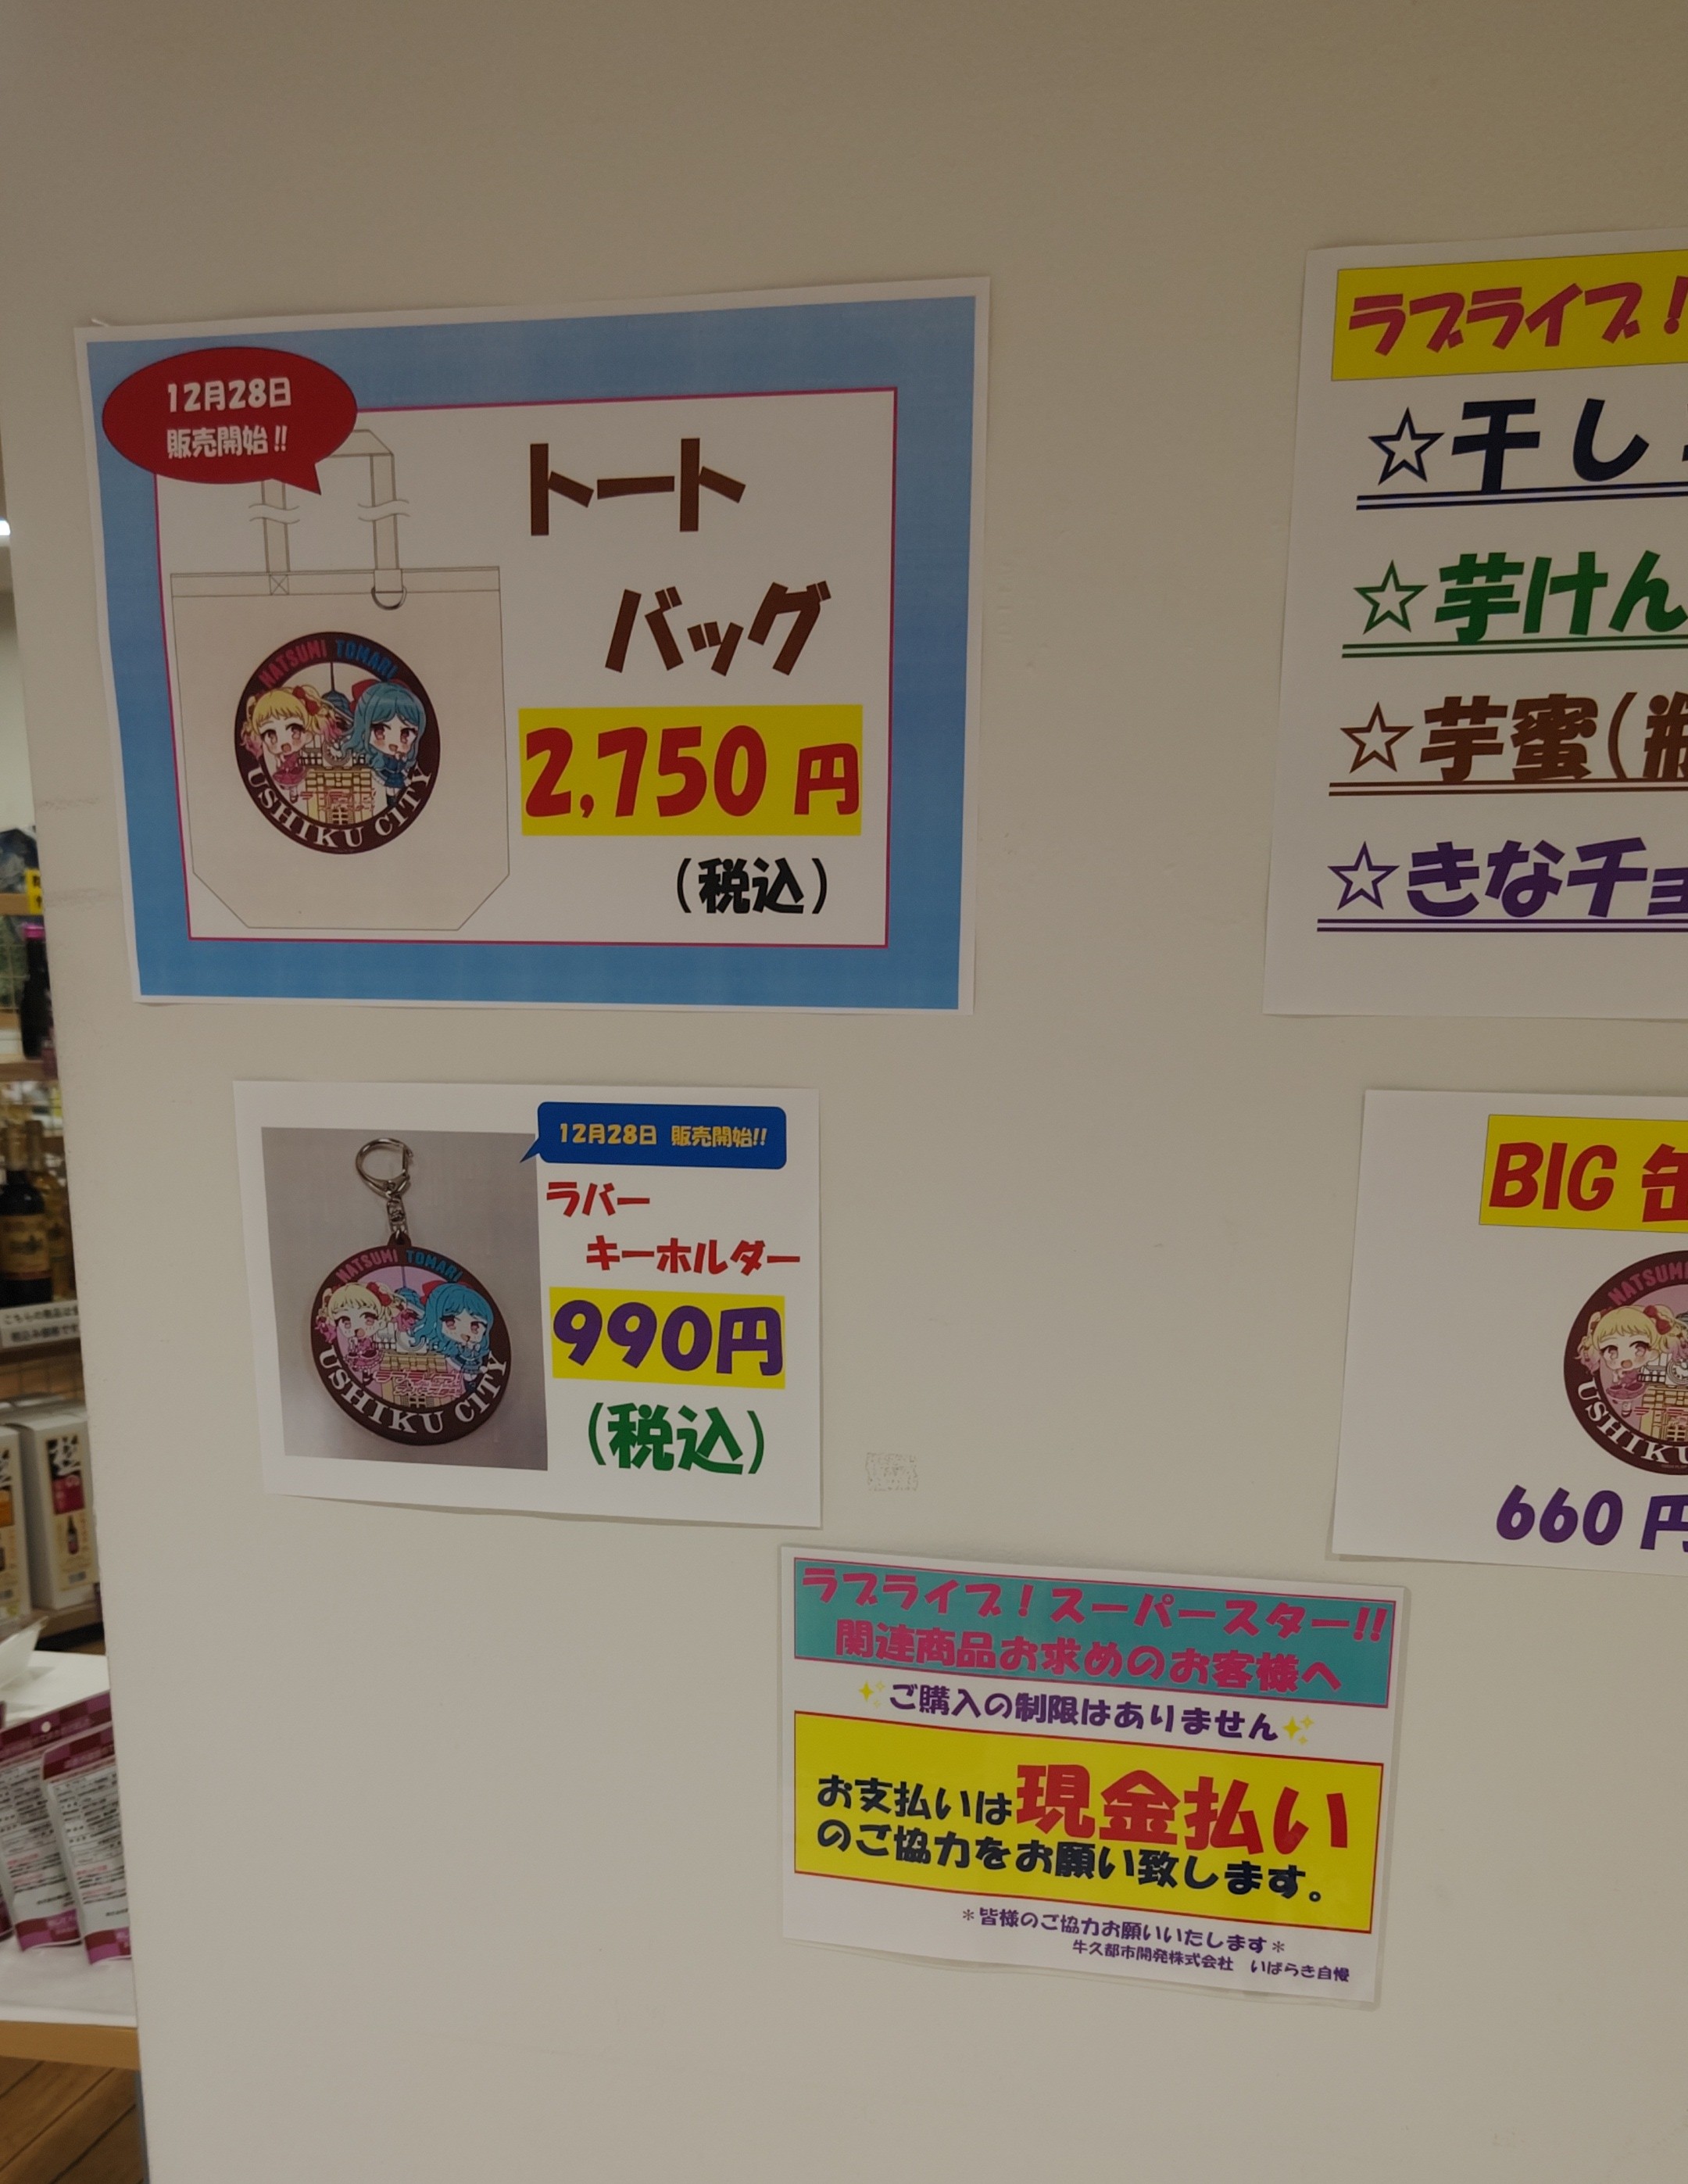 12月28日
販売開始!!
トート
バッグ
2,750円
(税込)
NATSUMI TOMARI
USHIKU CITY
ラブライブ!
☆干し
☆芋けん
☆芋蜜(瓶
☆きなチョ
12月28日 販売開始!!
ラバー
キーホルダー
990円
(税込)
NATSUMI TOMARI
USHIKU CITY
BIG 缶
NATSUMI
USHIKU
660円
ラブライブ!スーパースター!!
関連商品お求めのお客様へ
✨ご購入の制限はありません✨
お支払いは現金払い
のご協力をお願い致します。
*皆様のご協力お願いいたします*
牛久都市開発株式会社 いばらき自慢